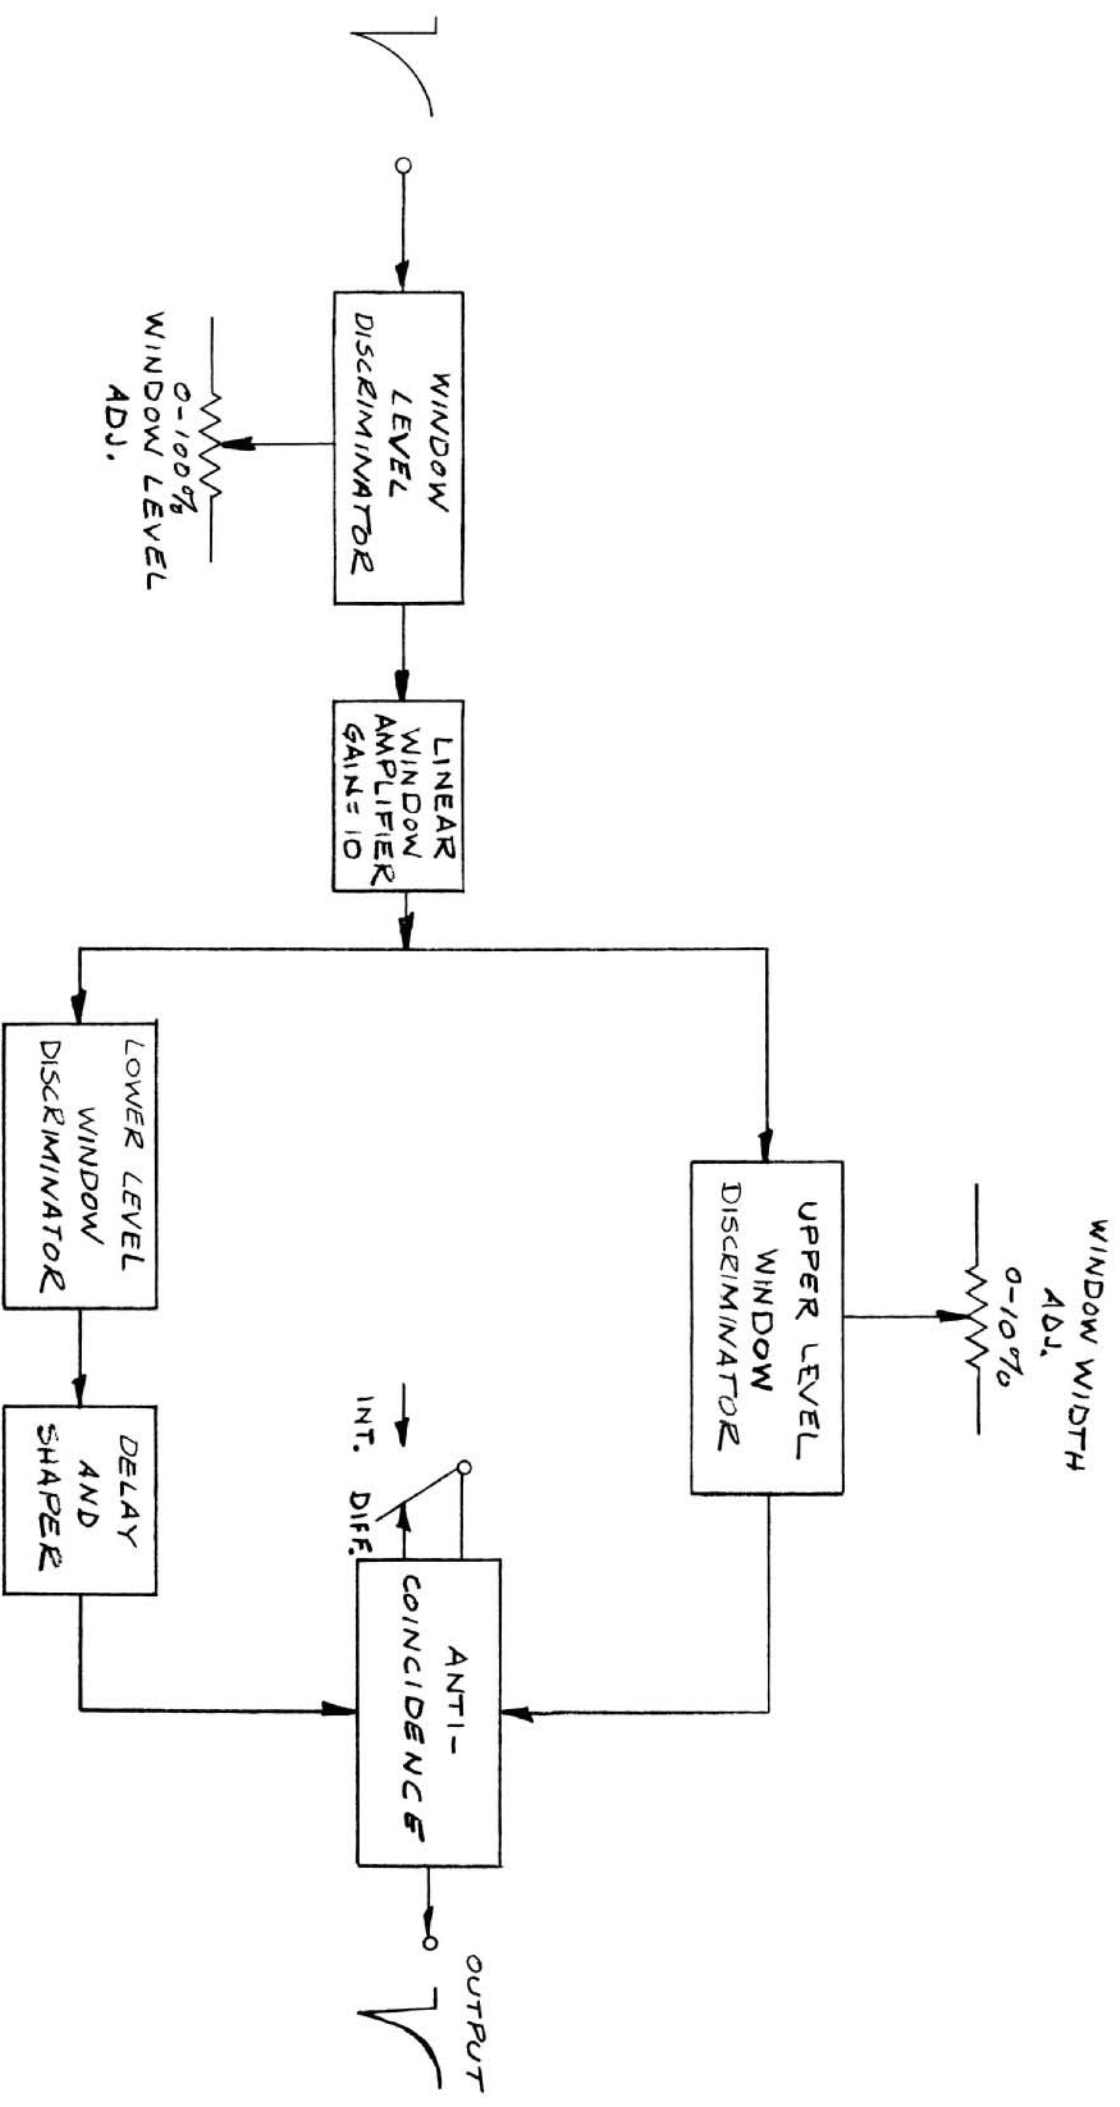 WINDOW
LEVEL
DISCRIMINATOR
0-100%
WINDOW LEVEL
ADJ.
LINEAR
WINDOW
AMPLIFIER
GAIN=10
WINDOW WIDTH
ADJ.
0-10%
UPPER LEVEL
WINDOW
DISCRIMINATOR
LOWER LEVEL
WINDOW
DISCRIMINATOR
DELAY
AND
SHAPER
INT. DIFF.
ANTI-
COINCIDENCE
OUTPUT